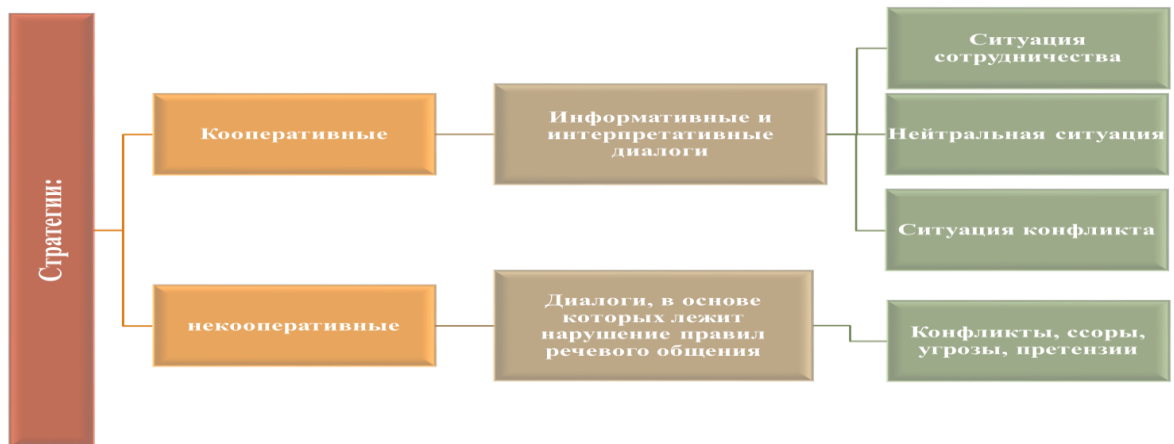 Стратегии:
Кооперативные
Информативные и
интерпретативные
диалоги
Ситуация
сотрудничества
Нейтральная ситуация
Ситуация конфликта
некооперативные
Диалоги, в основе
которых лежит
нарушение правил
речевого общения
Конфликты, ссоры,
угрозы, претензии